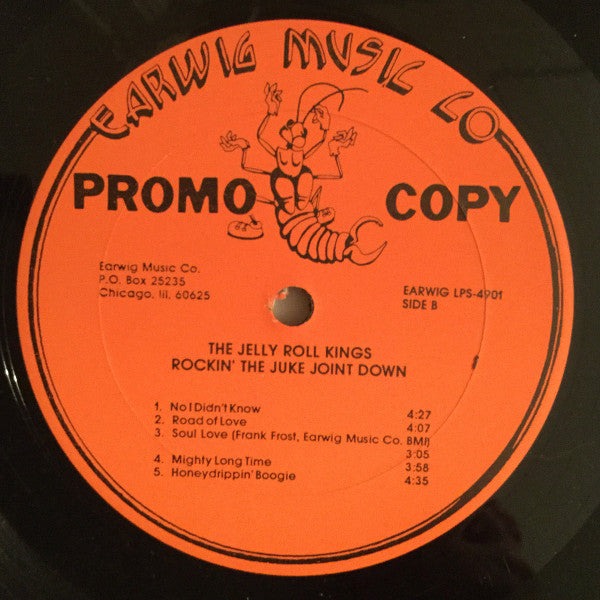 EARWIG MUSIC CO
PROMO COPY
Earwig Music Co.
P.O. Box 25235
Chicago, Ill. 60625
EARWIG LPS-4901
SIDE B
THE JELLY ROLL KINGS
ROCKIN' THE JUKE JOINT DOWN
1. No I Didn't Know 4:27
2. Road of Love 4:07
3. Soul Love (Frank Frost, Earwig Music Co. BMI)
3:05
4. Mighty Long Time 3:58
5. Honeydrippin' Boogie 4:35